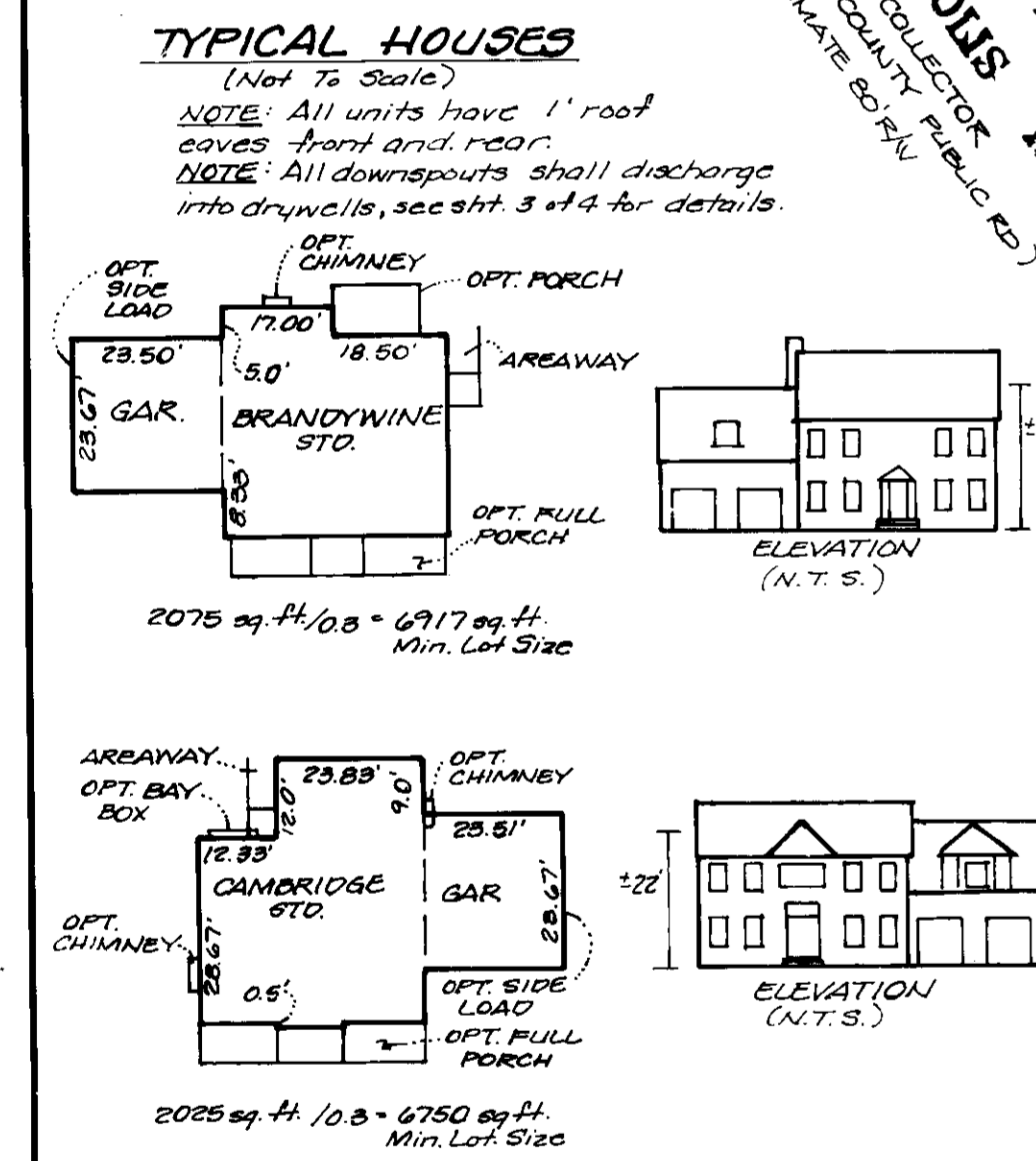 TYPICAL HOUSES
(Not To Scale)
NOTE: All units have 1' roof
eaves front and. rear.
NOTE: All downspouts shall discharge
into drywells, see sht. 3 of 4 for details.
COLLECTOR
COUNTY PUBLIC RD)
MATE 80' R/W
OPT.
SIDE
LOAD
OPT.
CHIMNEY
OPT. PORCH
17.00'
23.50'
5.0'
18.50'
AREAWAY
23.67'
GAR.
BRANDYWINE
STD.
8.33'
OPT. FULL
PORCH
2075 sq. ft./0.3 = 6917 sq. ft.
Min. Lot Size
±
ELEVATION
(N.T.S.)
AREAWAY
OPT. BAY
BOX
23.83'
12.0'
9.0'
OPT.
CHIMNEY
12.33'
23.51'
CAMBRIDGE
STD.
GAR
OPT.
CHIMNEY
28.67'
23.67'
0.5'
OPT. SIDE
LOAD
OPT. FULL
PORCH
2025 sq. ft. /0.3 = 6750 sq ft.
Min. Lot. Size
±22'
ELEVATION
(N.T.S.)